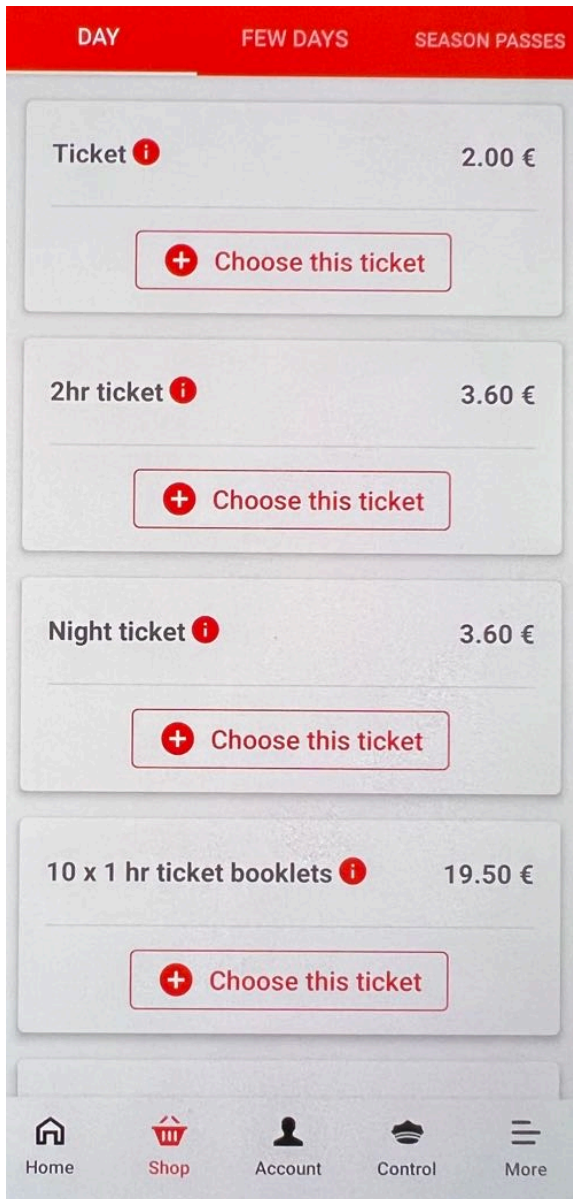 DAY FEW DAYS SEASON PASSES
Ticket i 2.00 €
+ Choose this ticket
2hr ticket i 3.60 €
+ Choose this ticket
Night ticket i 3.60 €
+ Choose this ticket
10 x 1 hr ticket booklets i 19.50 €
+ Choose this ticket
Home Shop Account Control More